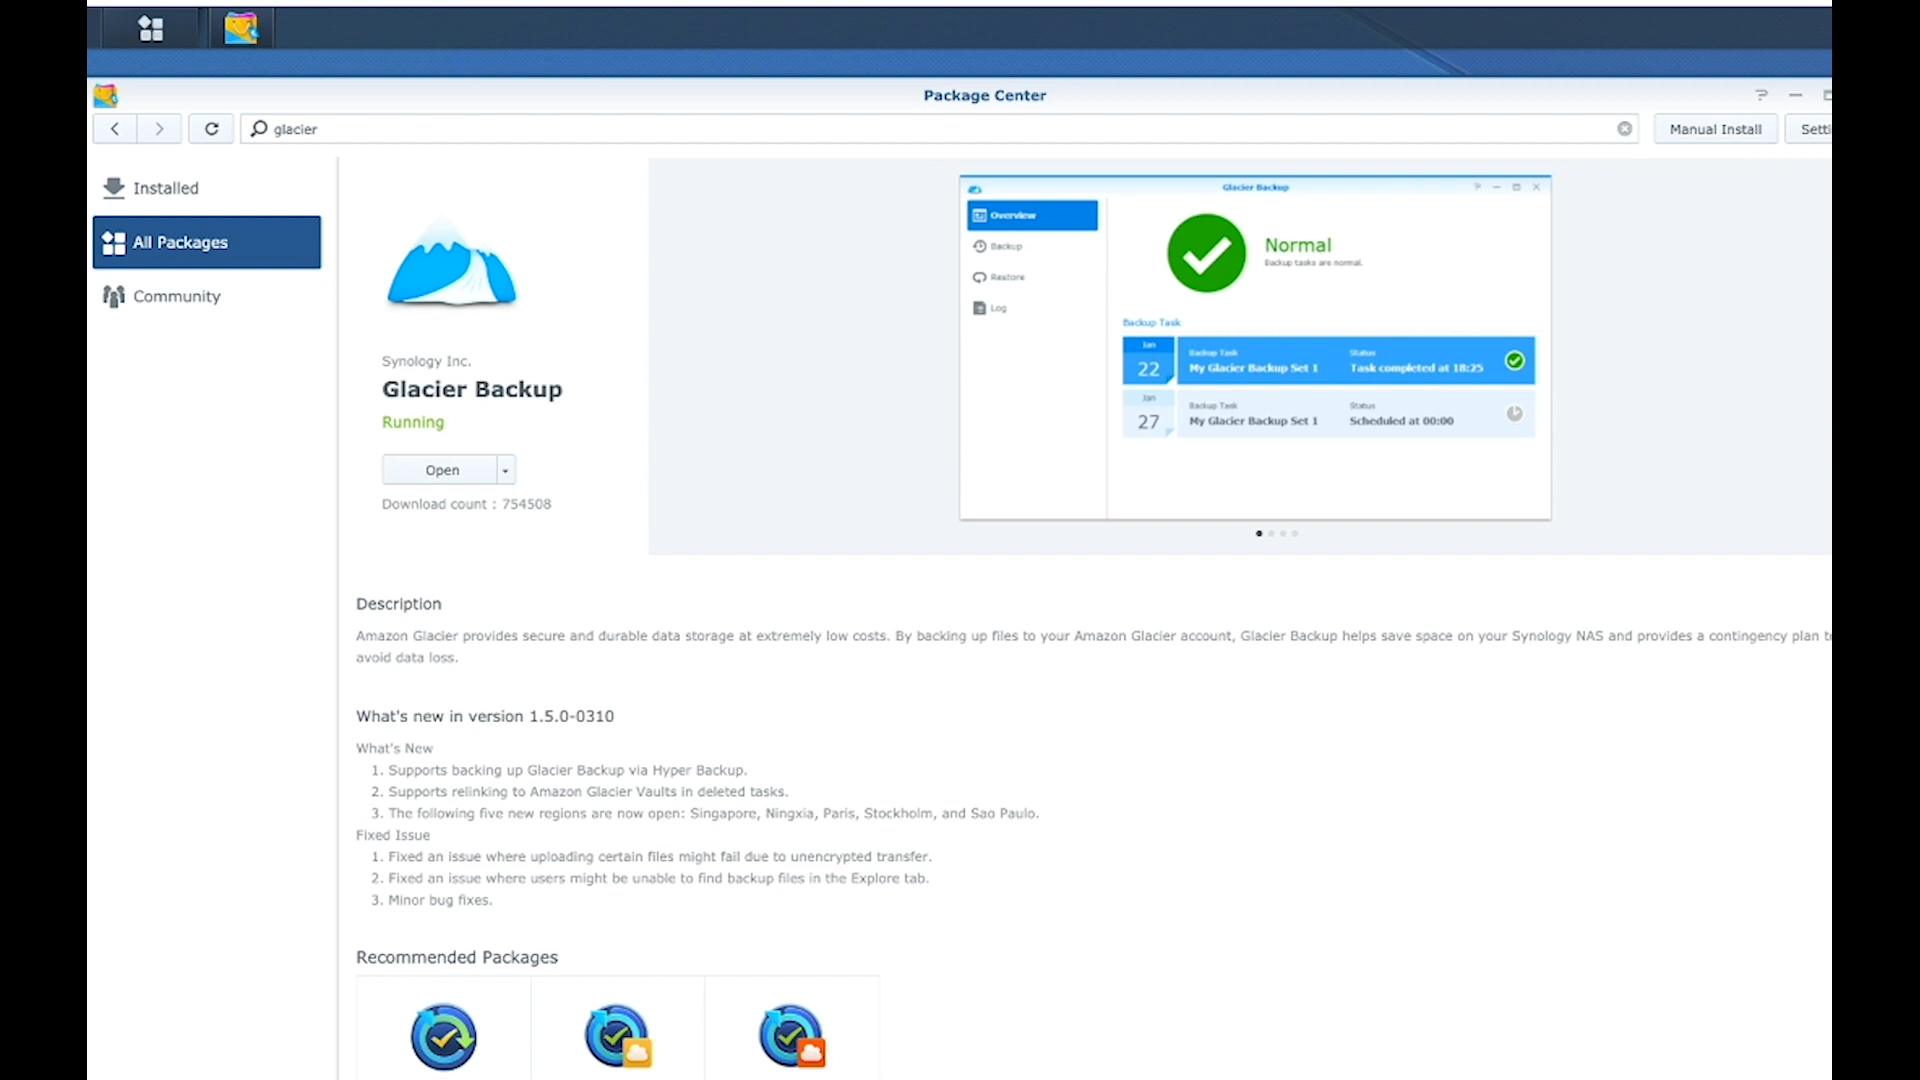 Package Center
glacier
Manual Install
Setti
Installed
All Packages
Community
Synology Inc.
Glacier Backup
Running
Open
Download count : 754508
Glacier Backup
Overview
Backup
Restore
Log
Normal
Backup tasks are normal.
Backup Task
Jan
22
Backup Task
My Glacier Backup Set 1
Status
Task completed at 18:25
Jan
27
Backup Task
My Glacier Backup Set 1
Status
Scheduled at 00:00
Description
Amazon Glacier provides secure and durable data storage at extremely low costs. By backing up files to your Amazon Glacier account, Glacier Backup helps save space on your Synology NAS and provides a contingency plan to
avoid data loss.
What's new in version 1.5.0-0310
What's New
1. Supports backing up Glacier Backup via Hyper Backup.
2. Supports relinking to Amazon Glacier Vaults in deleted tasks.
3. The following five new regions are now open: Singapore, Ningxia, Paris, Stockholm, and Sao Paulo.
Fixed Issue
1. Fixed an issue where uploading certain files might fail due to unencrypted transfer.
2. Fixed an issue where users might be unable to find backup files in the Explore tab.
3. Minor bug fixes.
Recommended Packages